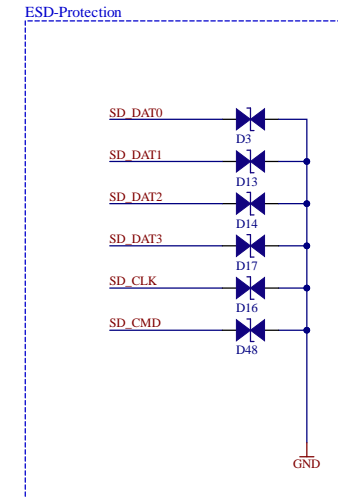 ESD-Protection
SD_DAT0
D3
SD_DAT1
D13
SD_DAT2
D14
SD_DAT3
D17
SD_CLK
D16
SD_CMD
D48
GND